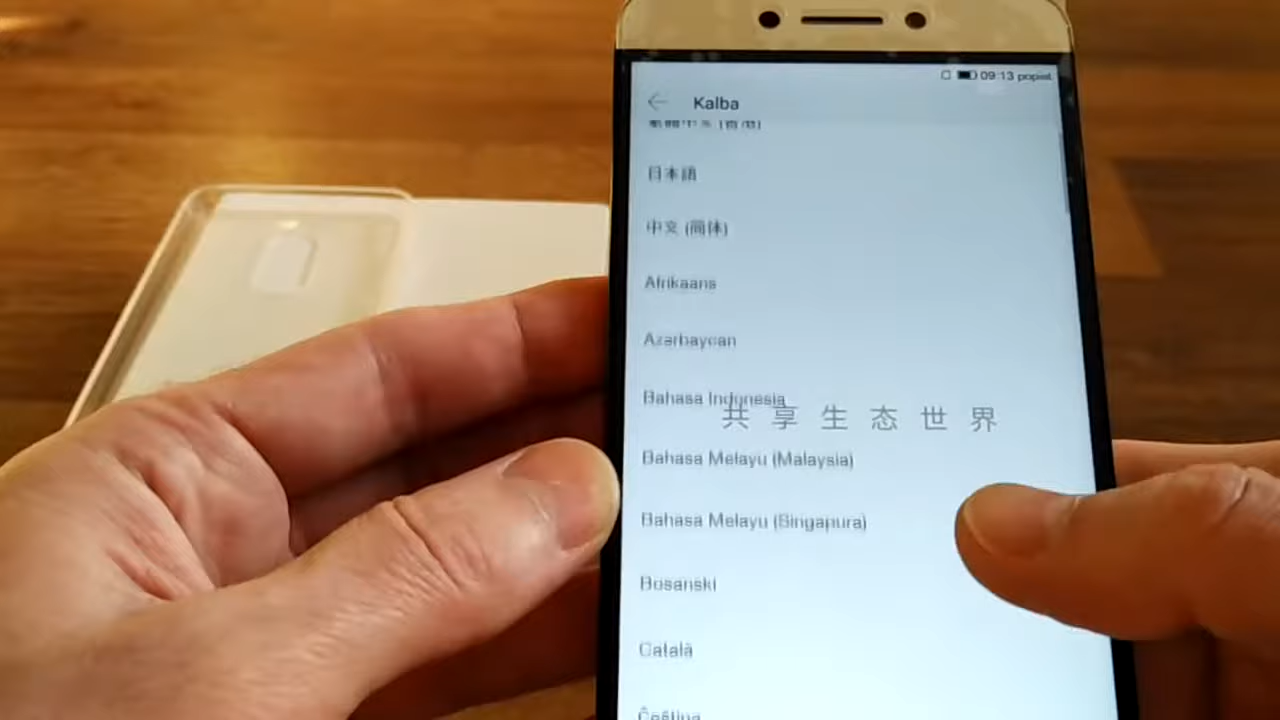 09:13 popiet
Kalba
日本語
中文 (简体)
Afrikaans
Azərbaycan
Bahasa Indonesia
共享生态世界
Bahasa Melayu (Malaysia)
Bahasa Melayu (Singapura)
Bosanski
Català
Čeština